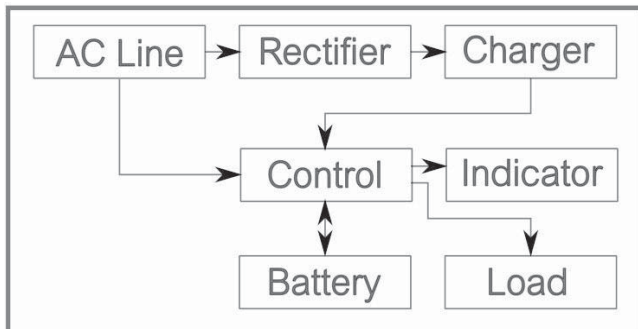 AC Line
Rectifier
Charger
Control
Indicator
Battery
Load